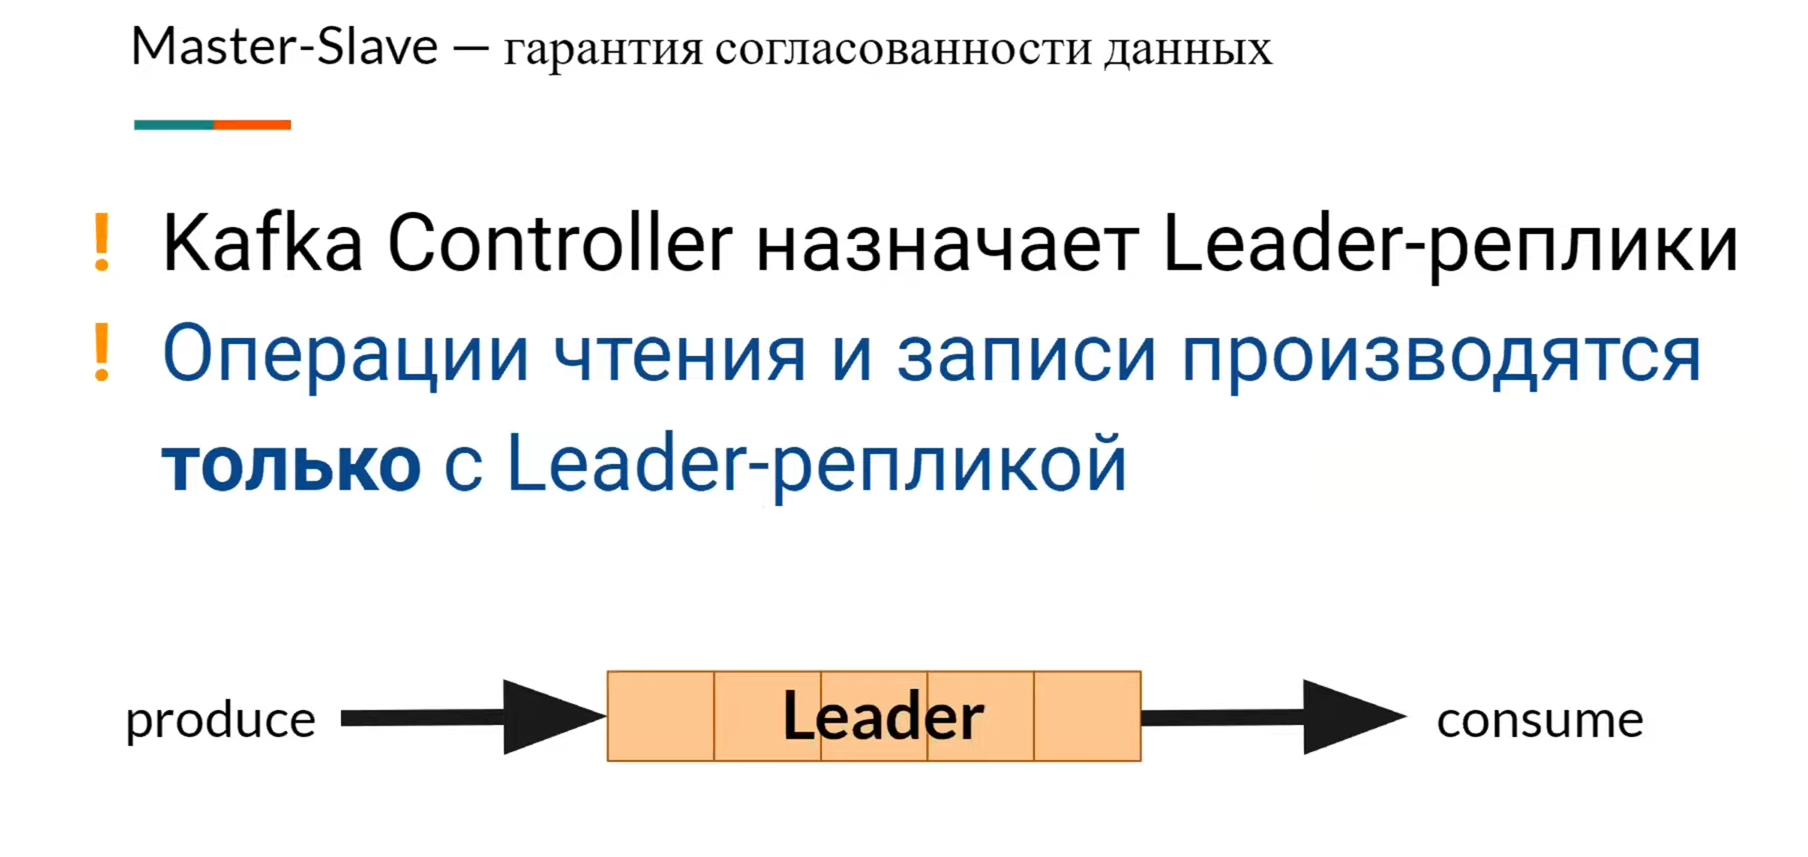 Master-Slave — гарантия согласованности данных
! Kafka Controller назначает Leader-реплики
! Операции чтения и записи производятся
только с Leader-репликой
produce Leader consume